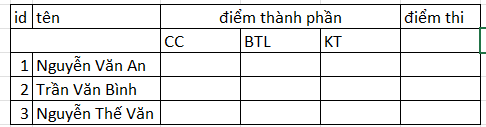 id tên điểm thành phần điểm thi
CC BTL KT
1 Nguyễn Văn An
2 Trần Văn Bình
3 Nguyễn Thế Văn